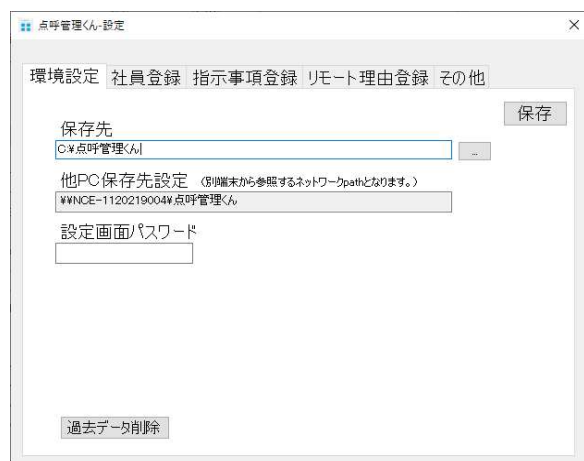 点呼管理くん-設定
環境設定 社員登録 指示事項登録 リモート理由登録 その他
保存
保存先
C:¥点呼管理くん
...
他PC保存先設定 (別端末から参照するネットワークpathとなります。)
¥¥NCE-1120219004¥点呼管理くん
設定画面パスワード
過去データ削除